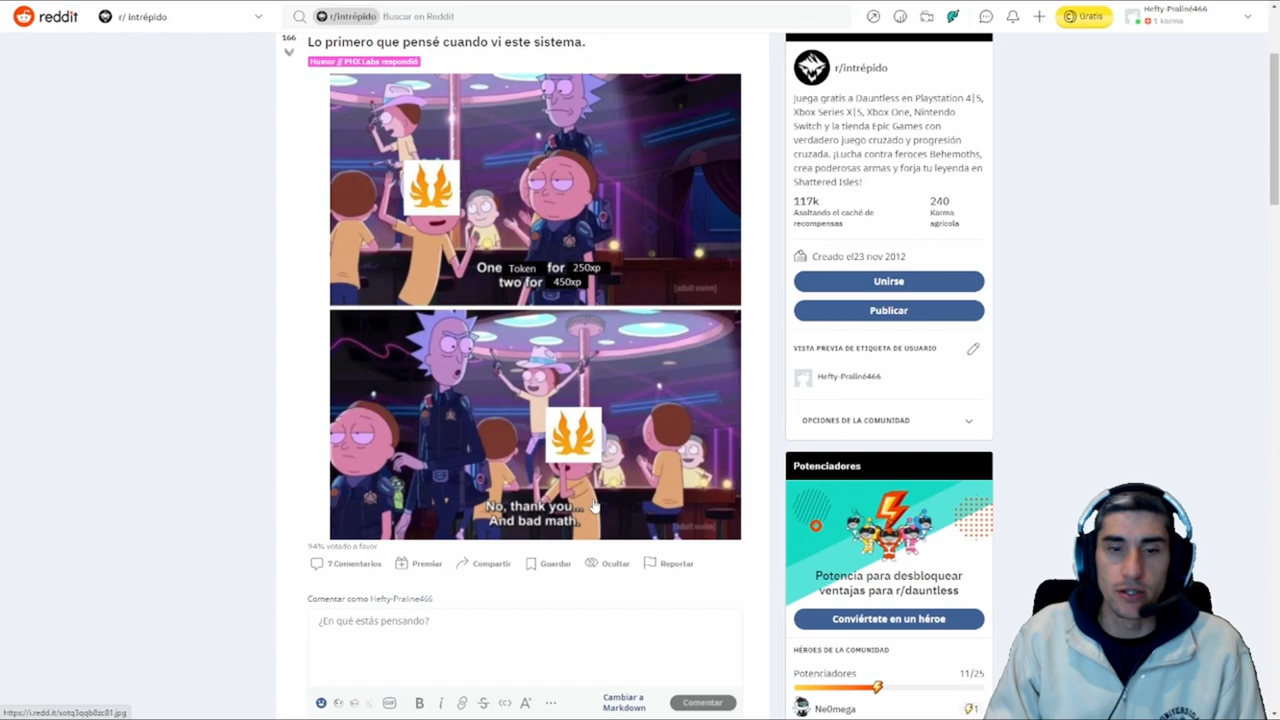 reddit
r/ intrépido
r/intrépido
Buscar en Reddit
Gratis
Hefty-Praline466
1 karma
166
Lo primero que pensé cuando vi este sistema.
Humor // PHX Labs respondió
One Token for 250xp
two for 450xp
[adult swim]
No, thank you...
And bad math.
[adult swim]
94% votado a favor
7 Comentarios
Premiar
Compartir
Guardar
Ocultar
Reportar
Comentar como Hefty-Praline466
¿En qué estás pensando?
GIF
B
i
Cambiar a
Markdown
Comentar
r/intrépido
Juega gratis a Dauntless en Playstation 4|5,
Xbox Series X|S, Xbox One, Nintendo
Switch y la tienda Epic Games con
verdadero juego cruzado y progresión
cruzada. ¡Lucha contra feroces Behemoths,
crea poderosas armas y forja tu leyenda en
Shattered Isles!
117k
Asaltando el caché de
recompensas
240
Karma
agrícola
Creado el23 nov 2012
Unirse
Publicar
VISTA PREVIA DE ETIQUETA DE USUARIO
Hefty-Praline466
OPCIONES DE LA COMUNIDAD
Potenciadores
Potencia para desbloquear
ventajas para r/dauntless
Conviértete en un héroe
HÉROES DE LA COMUNIDAD
Potenciadores
11/25
Ne0mega
1